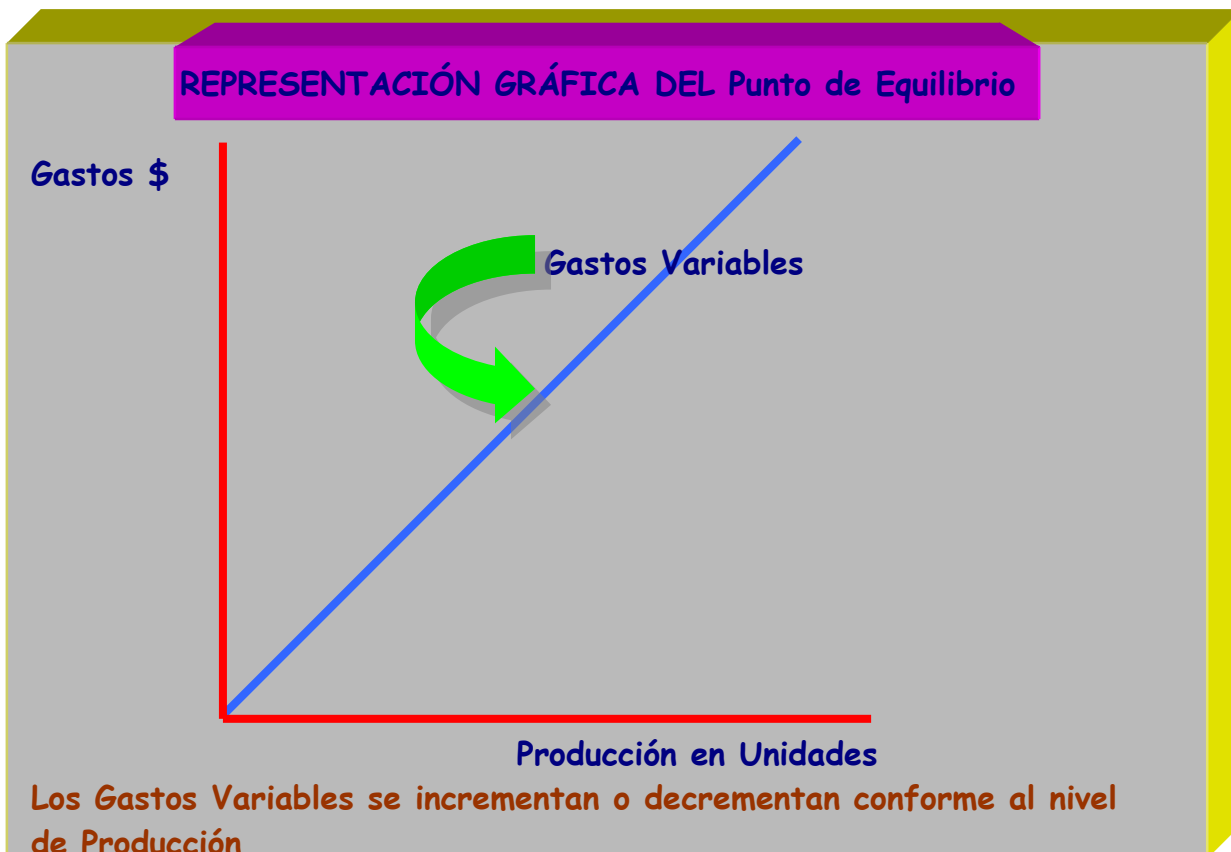 REPRESENTACIÓN GRÁFICA DEL Punto de Equilibrio
Gastos $
Gastos Variables
Producción en Unidades
Los Gastos Variables se incrementan o decrementan conforme al nivel
de Producción